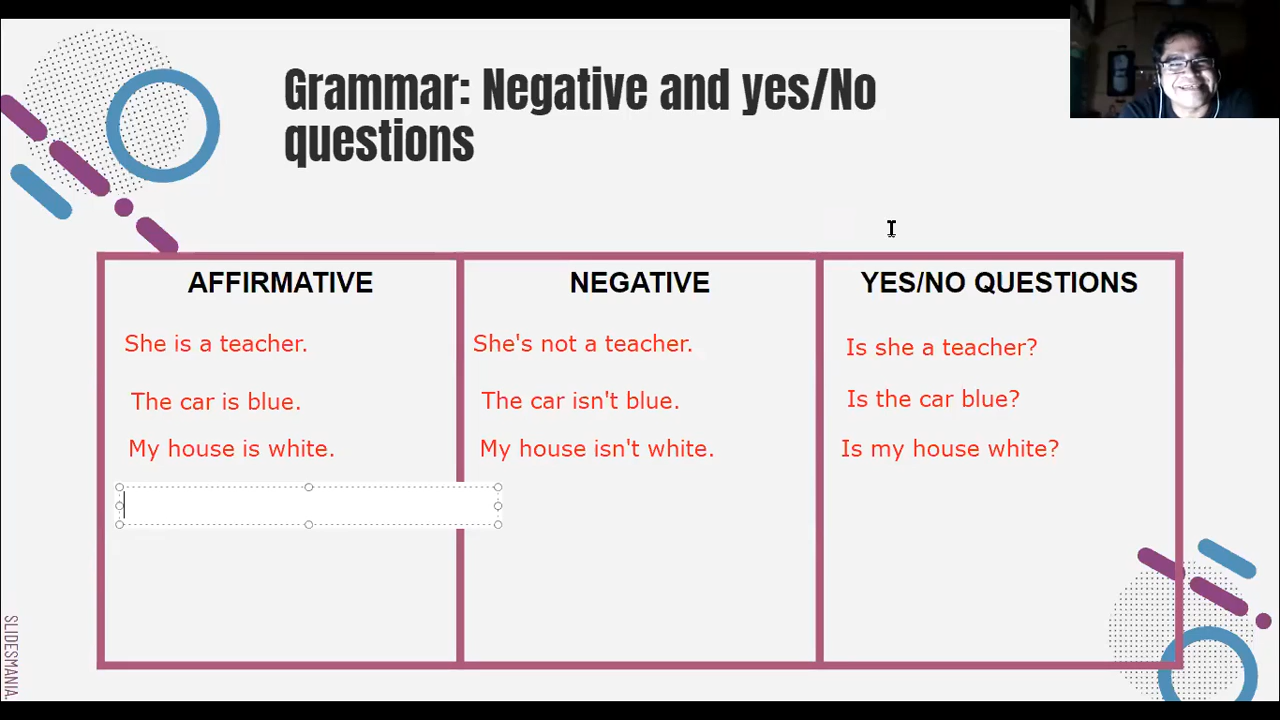 Grammar: Negative and yes/No
questions
AFFIRMATIVE
NEGATIVE
YES/NO QUESTIONS
She is a teacher.
She's not a teacher.
Is she a teacher?
The car is blue.
The car isn't blue.
Is the car blue?
My house is white.
My house isn't white.
Is my house white?
SLIDESMANIA.